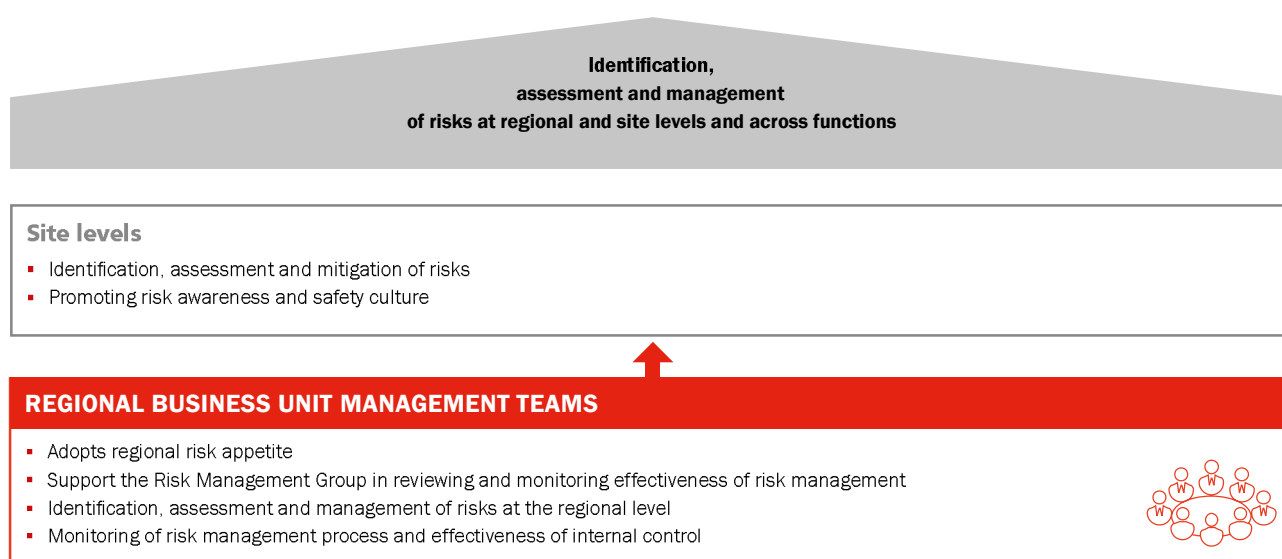 Identification,
assessment and management
of risks at regional and site levels and across functions
Site levels
▪ Identification, assessment and mitigation of risks
▪ Promoting risk awareness and safety culture
REGIONAL BUSINESS UNIT MANAGEMENT TEAMS
▪ Adopts regional risk appetite
▪ Support the Risk Management Group in reviewing and monitoring effectiveness of risk management
▪ Identification, assessment and management of risks at the regional level
▪ Monitoring of risk management process and effectiveness of internal control
W W W W W